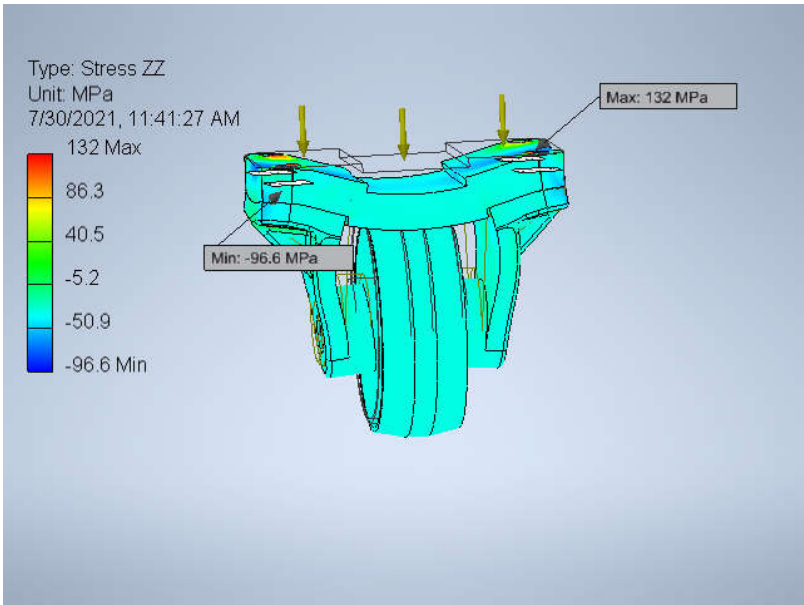 Type: Stress ZZ
Unit: MPa
7/30/2021, 11:41:27 AM
132 Max
86.3
40.5
-5.2
-50.9
-96.6 Min
Max: 132 MPa
Min: -96.6 MPa